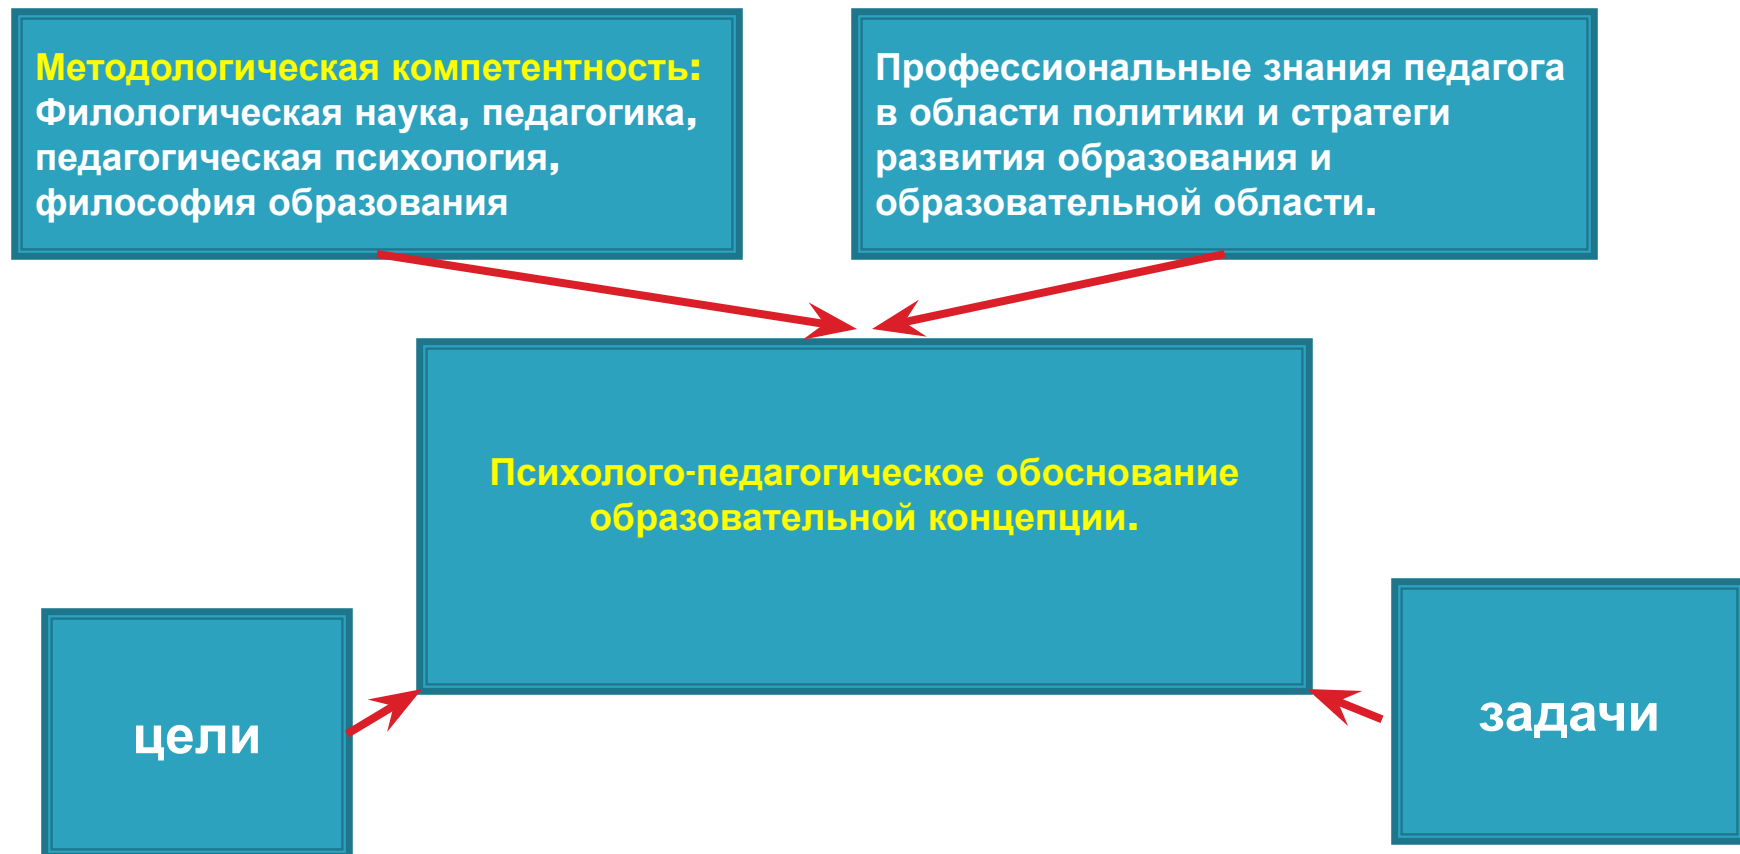 Методологическая компетентность:
Филологическая наука, педагогика,
педагогическая психология,
философия образования
Профессиональные знания педагога
в области политики и стратеги
развития образования и
образовательной области.
Психолого-педагогическое обоснование
образовательной концепции.
цели
задачи